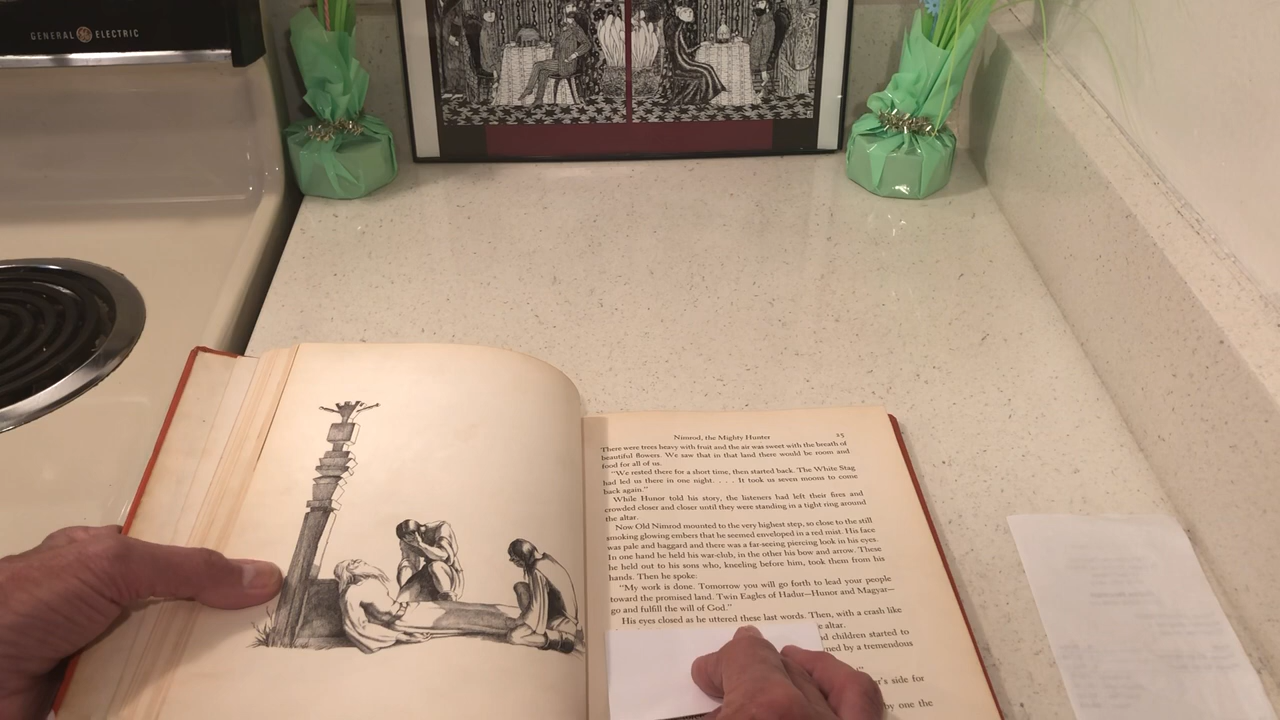 GENERAL GE ELECTRIC
Nimrod, the Mighty Hunter
There were trees heavy with fruit and the air was sweet with the breath of
beautiful flowers. We saw that in that land there would be room and
food for all of us.
"We rested there for a short time, then started back. The White Stag
had led us there in one night. . . . It took us seven moons to come
back again."
While Hunor told his story, the listeners had left their fires and
crowded closer and closer until they were standing in a tight ring around
the altar.
Now Old Nimrod mounted to the very highest step, so close to the still
smoking glowing embers that he seemed enveloped in a red mist. His face
was pale and haggard and there was a far-seeing piercing look in his eyes.
In one hand he held his war-club, in the other his bow and arrow. These
he held out to his sons who, kneeling before him, took them from his
hands. Then he spoke:
"My work is done. Tomorrow you will go forth to lead your people
toward the promised land. Twin Eagles of Hadur—Hunor and Magyar—
go and fulfill the will of God."
His eyes closed as he uttered these last words. Then, with a crash like
altar.
children started to
by a tremendous
side for
by one the